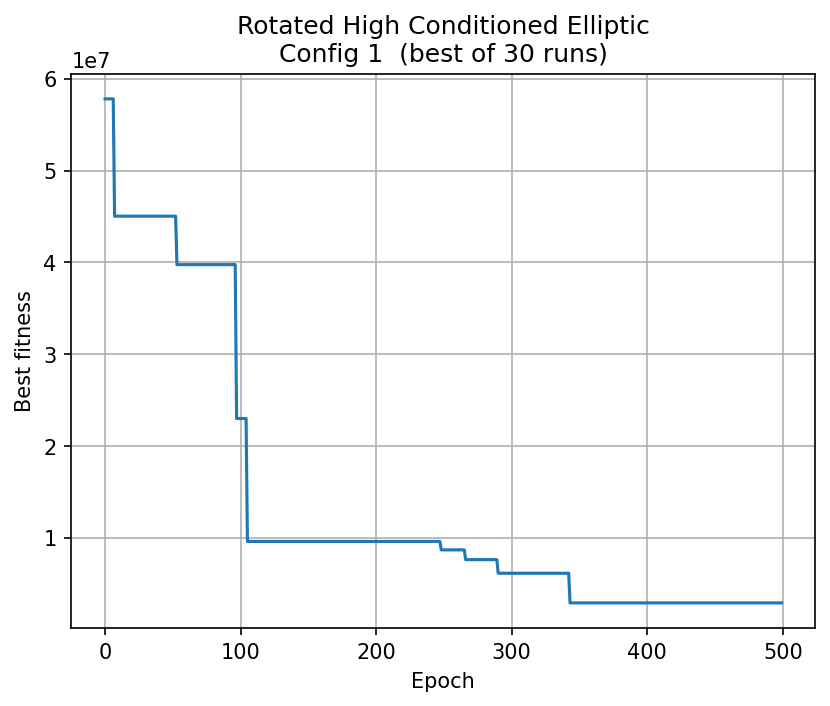 Rotated High Conditioned Elliptic
Config 1  (best of 30 runs)
1e7
6
5
4
3
2
1
Best fitness
0 100 200 300 400 500
Epoch